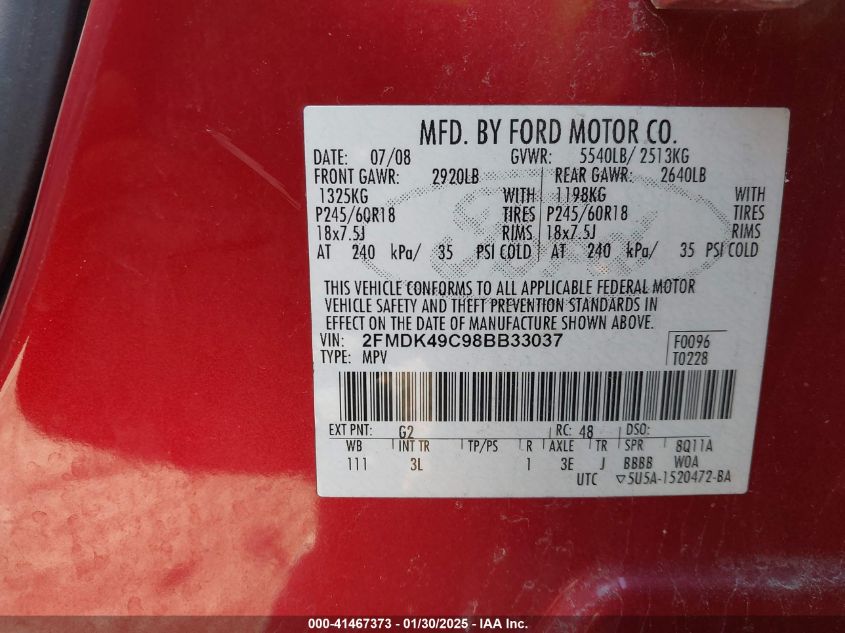 MFD. BY FORD MOTOR CO.
DATE: 07/08 GVWR: 5540LB/ 2513KG
FRONT GAWR: 2920LB REAR GAWR: 2640LB
1325KG WITH 1198KG WITH
P245/60R18 TIRES P245/60R18 TIRES
18x7.5J RIMS 18x7.5J RIMS
AT 240 kPa/ 35 PSI COLD AT 240 kPa/ 35 PSI COLD
Ford
THIS VEHICLE CONFORMS TO ALL APPLICABLE FEDERAL MOTOR
VEHICLE SAFETY AND THEFT PREVENTION STANDARDS IN
EFFECT ON THE DATE OF MANUFACTURE SHOWN ABOVE.
VIN: 2FMDK49C98BB33037 F0096
TYPE: MPV T0228
EXT PNT: G2 RC: 48 DSO:
WB INT TR TP/PS R AXLE TR SPR 8Q11A
111 3L 1 3E J BBBB W0A
UTC ▽5U5A-1520472-BA
000-41467373 - 01/30/2025 - IAA Inc.